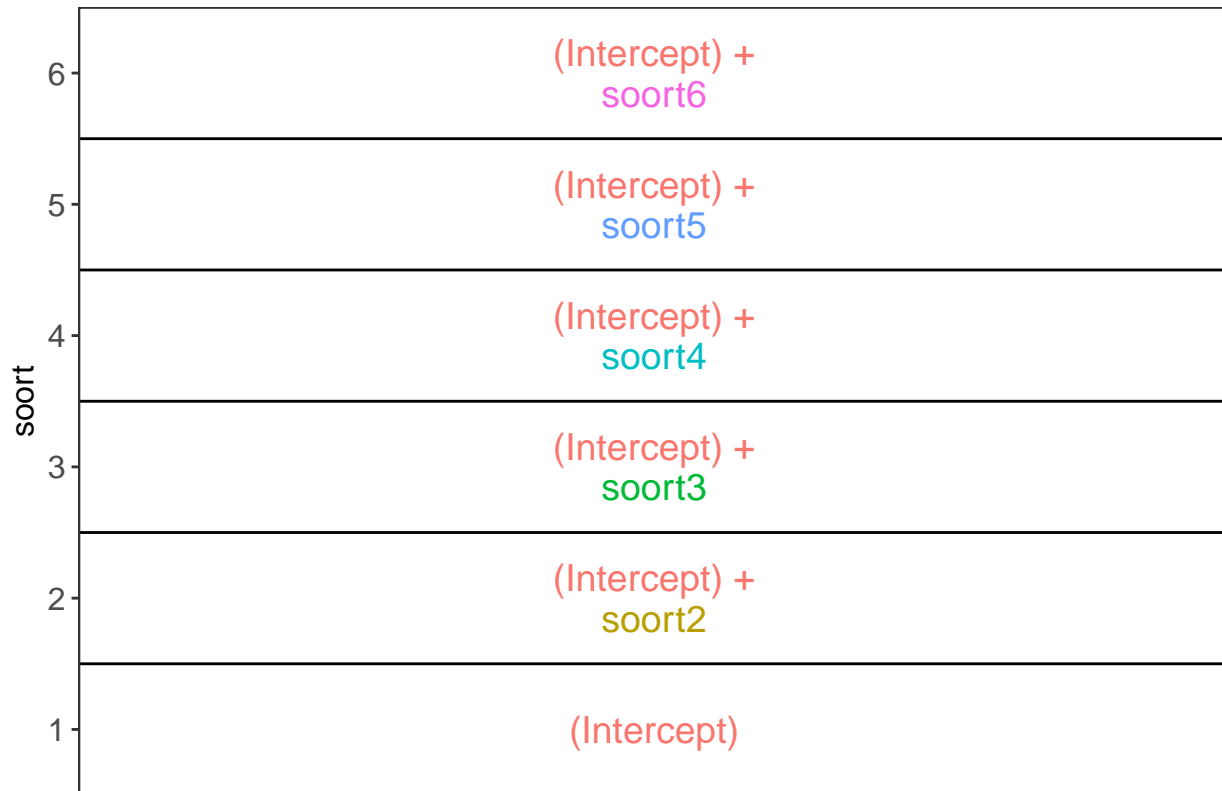 soort
6
(Intercept) +
soort6
5
(Intercept) +
soort5
4
(Intercept) +
soort4
3
(Intercept) +
soort3
2
(Intercept) +
soort2
1
(Intercept)